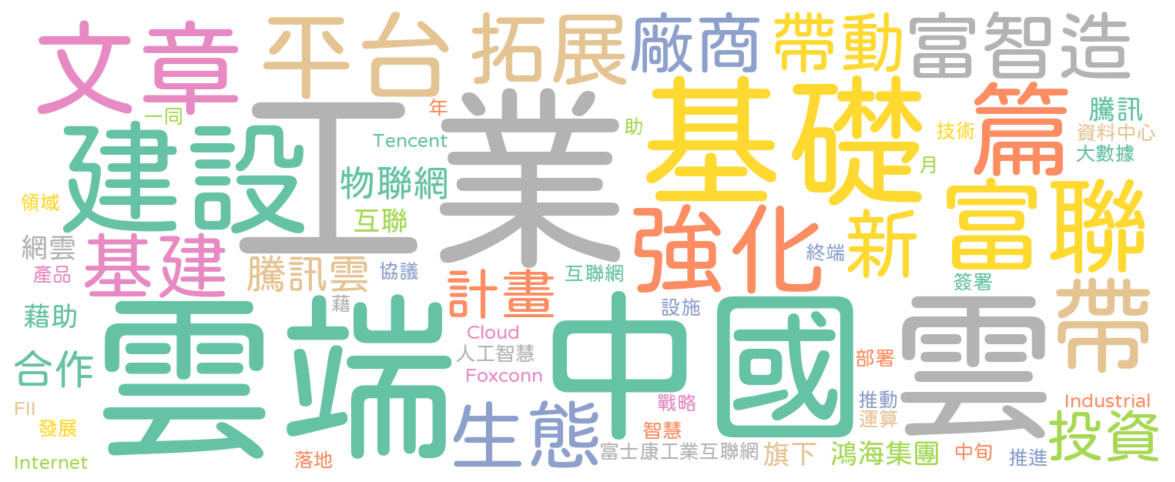 文章
平台
拓展
廠商
帶動
富智造
一同
年
Tencent
助
基礎
技術
篇
騰訊
資料中心
大數據
月
建設
工業
物聯網
互聯
領域
網雲
產品
基建
騰訊雲
協議
計畫
互聯網
強化
終端
新
富聯
簽署
藉助
藉
設施
帶
合作
雲端
Cloud
人工智慧
Foxconn
中國
雲
部署
FII
發展
生態
戰略
智慧
推動
運算
Industrial
投資
Internet
落地
富士康工業互聯網
旗下
鴻海集團
中旬
推進